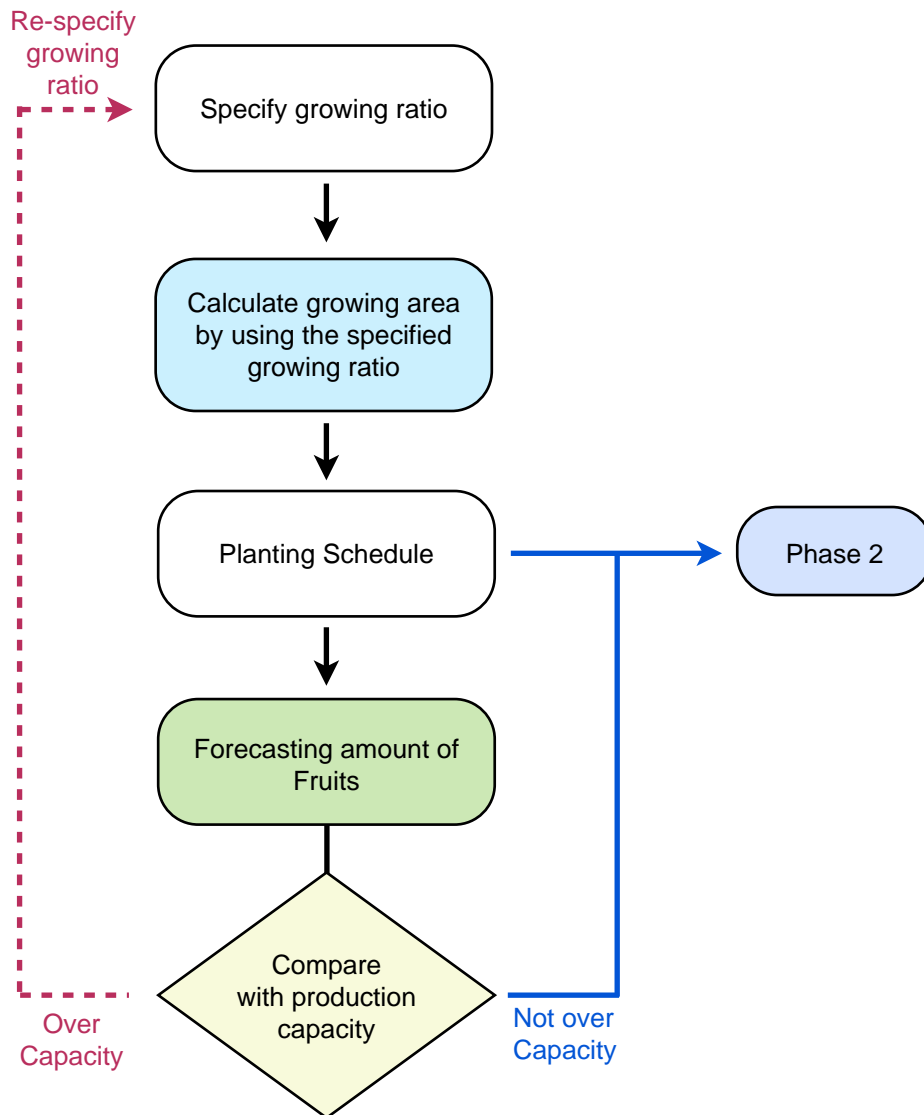 Re-specify
growing
ratio
Specify growing ratio
Calculate growing area
by using the specified
growing ratio
Planting Schedule
Phase 2
Forecasting amount of
Fruits
Compare
with production
capacity
Over
Capacity
Not over
Capacity